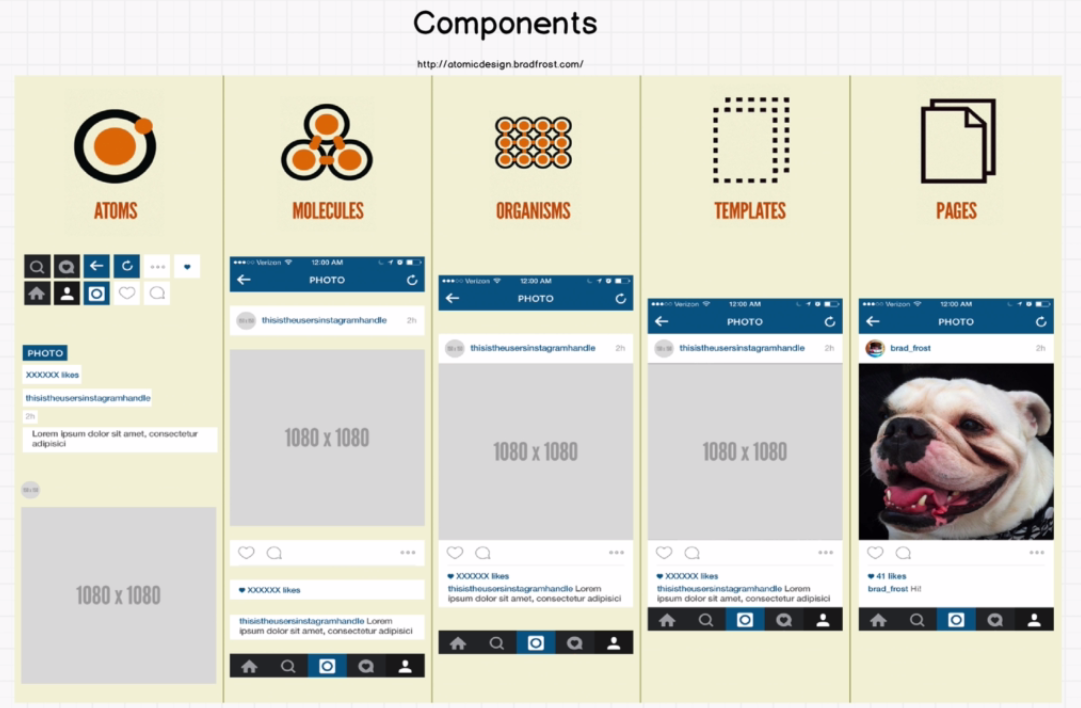 Components
http://atomicdesign.bradfrost.com/
ATOMS
PHOTO
XXXXXX likes
thisistheusersinstagramhandle
2h
Lorem ipsum dolor sit amet, consectetur
adipisici
1080 x 1080
MOLECULES
Verizon 12:00 AM
PHOTO
thisistheusersinstagramhandle 2h
1080 x 1080
XXXXXX likes
thisistheusersinstagramhandle Lorem
ipsum dolor sit amet, consectetur adipisici
ORGANISMS
Verizon 12:00 AM
PHOTO
thisistheusersinstagramhandle 2h
1080 x 1080
XXXXXX likes
thisistheusersinstagramhandle Lorem
ipsum dolor sit amet, consectetur adipisici
TEMPLATES
Verizon 12:00 AM
PHOTO
thisistheusersinstagramhandle 2h
1080 x 1080
XXXXXX likes
thisistheusersinstagramhandle Lorem
ipsum dolor sit amet, consectetur adipisici
PAGES
Verizon 12:00 AM
PHOTO
brad_frost 2h
41 likes
brad_frost Hi!